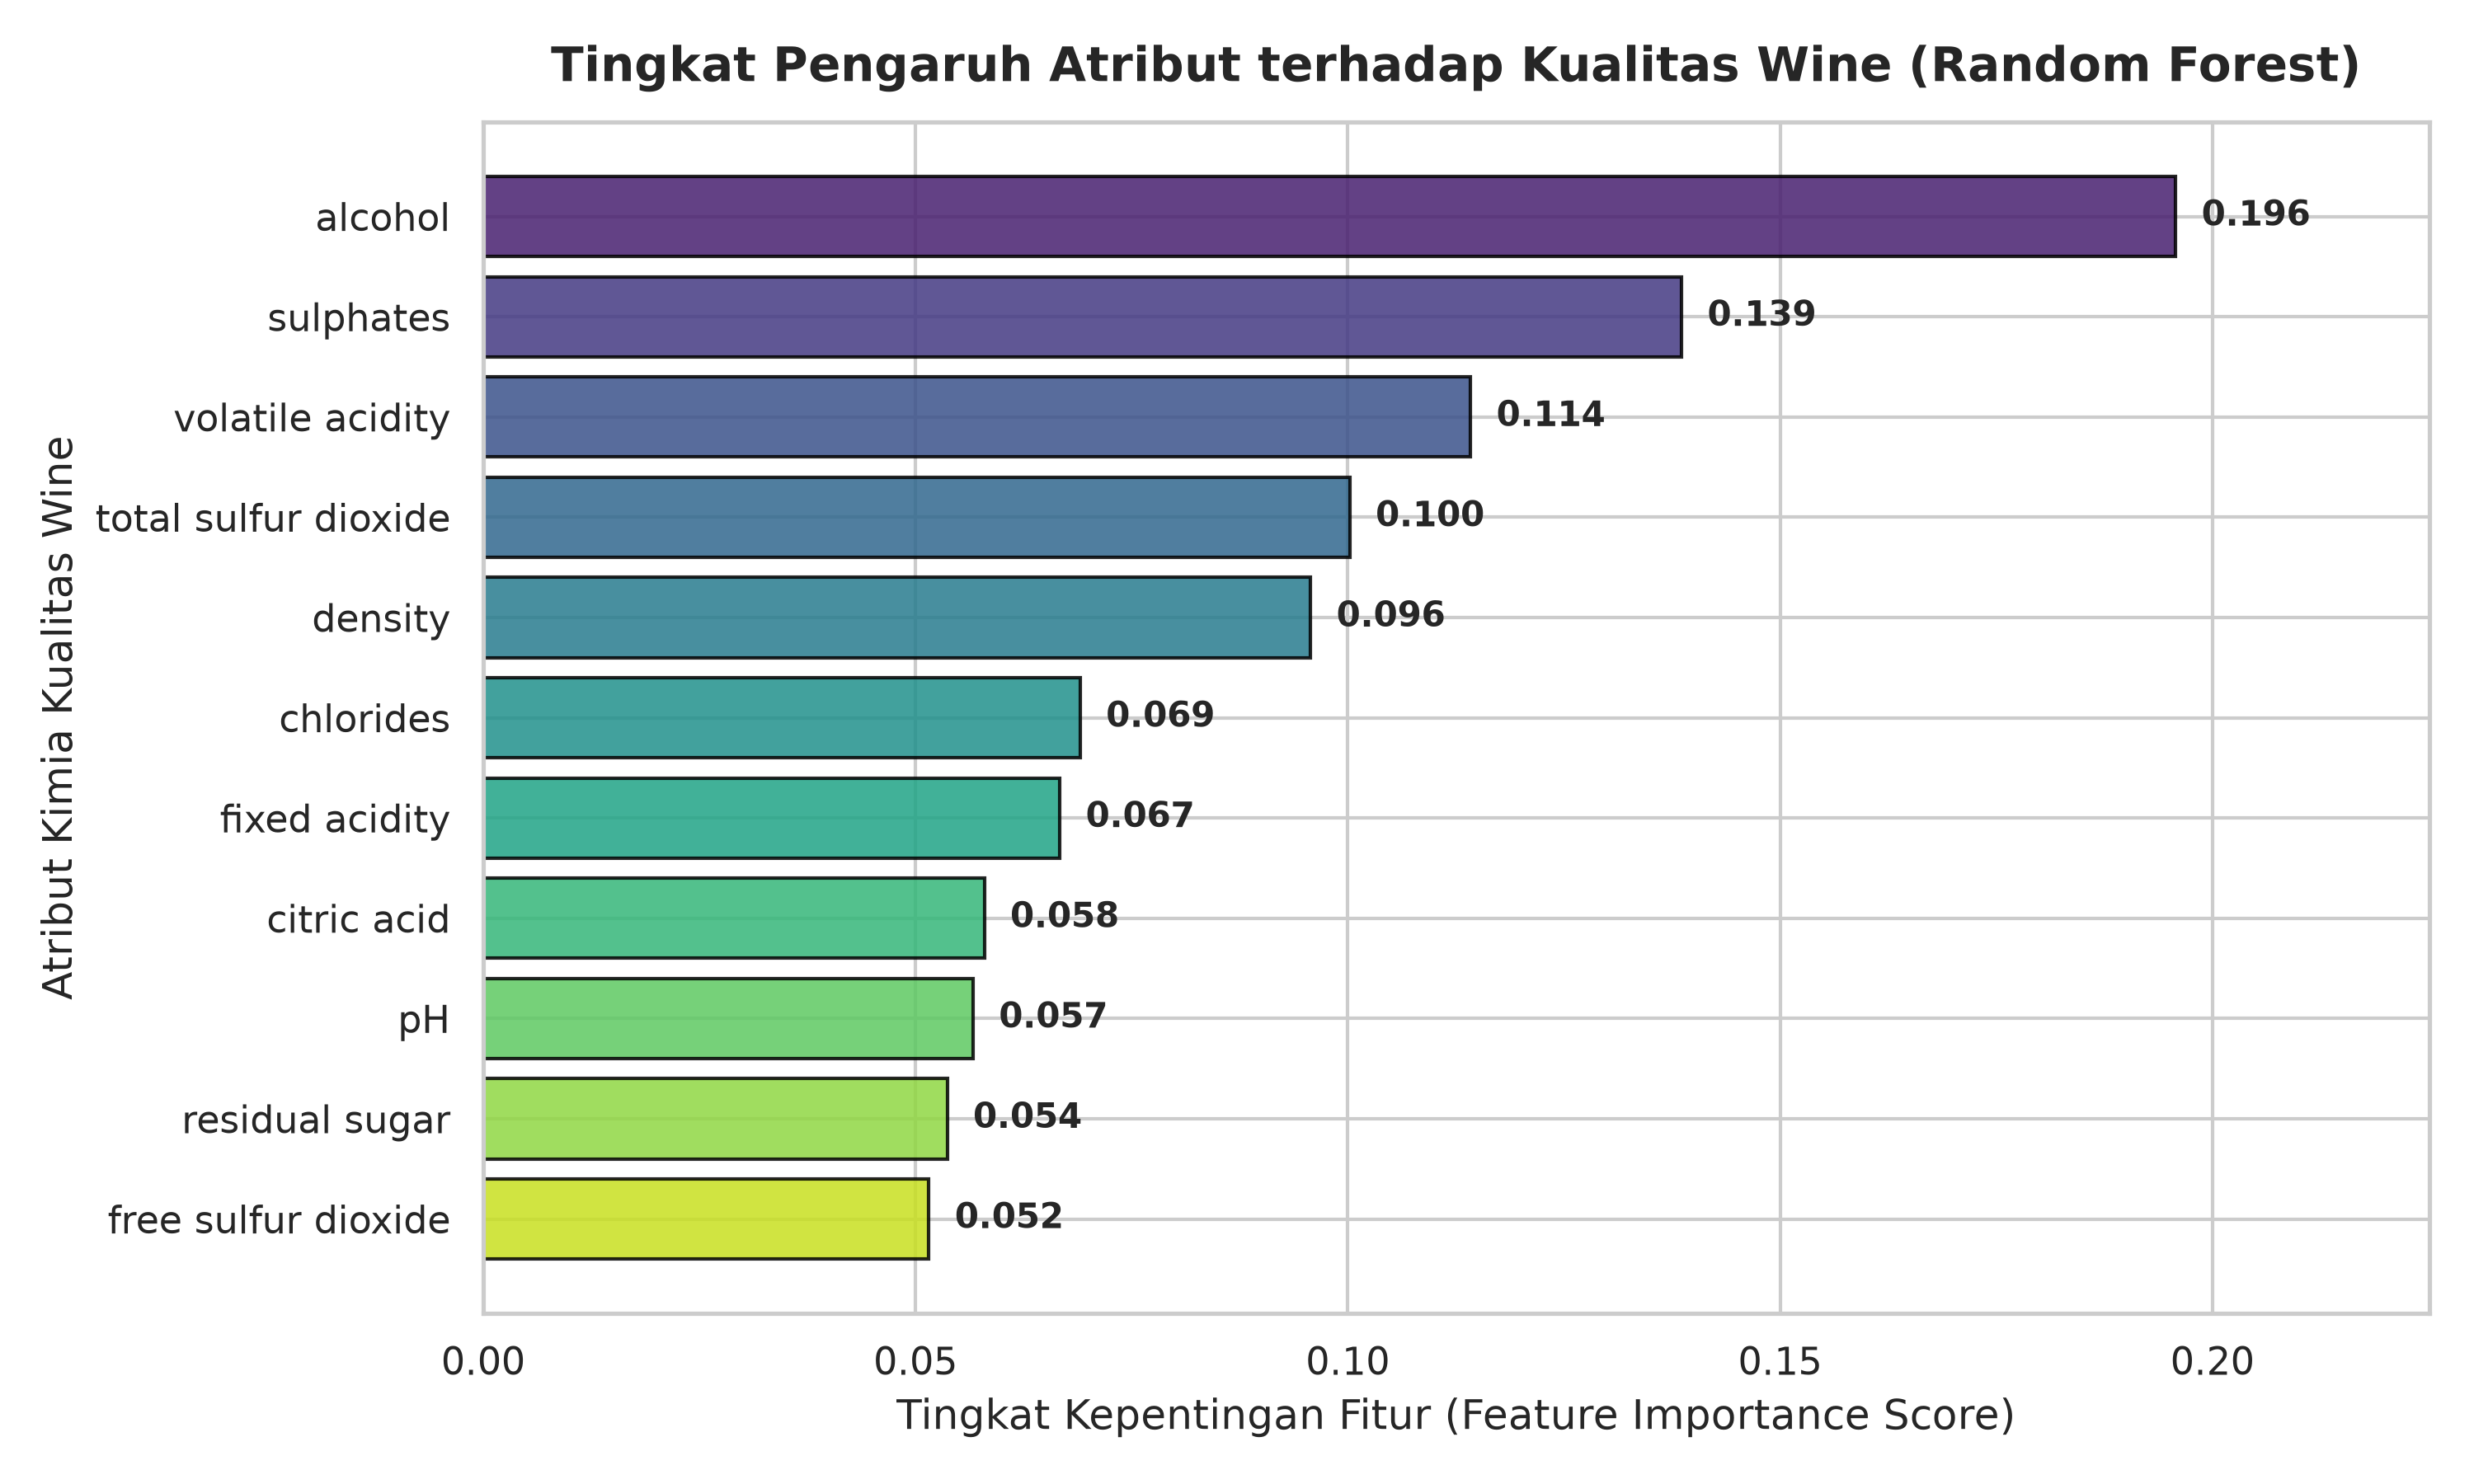 Tingkat Pengaruh Atribut terhadap Kualitas Wine (Random Forest)
Atribut Kimia Kualitas Wine
alcohol 0.196
sulphates 0.139
volatile acidity 0.114
total sulfur dioxide 0.100
density 0.096
chlorides 0.069
fixed acidity 0.067
citric acid 0.058
pH 0.057
residual sugar 0.054
free sulfur dioxide 0.052
0.00 0.05 0.10 0.15 0.20
Tingkat Kepentingan Fitur (Feature Importance Score)